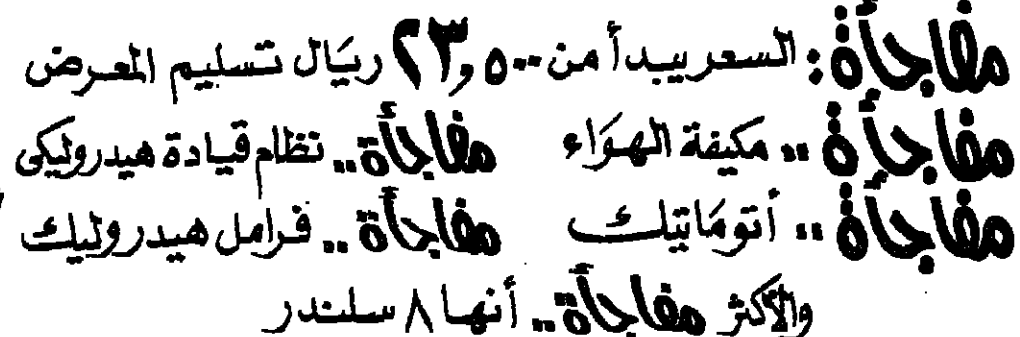 مفاجأة: السعر يبدأ من ٢٣,٥٠٠ ريال تسليم المعرض
مفاجأة .. مكيفة الهواء مفاجأة .. نظام قيادة هيدروليكى
مفاجأة .. أتوماتيك مفاجأة .. فرامل هيدروليك
والأكثر مفاجأة .. أنها ٨ سلندر